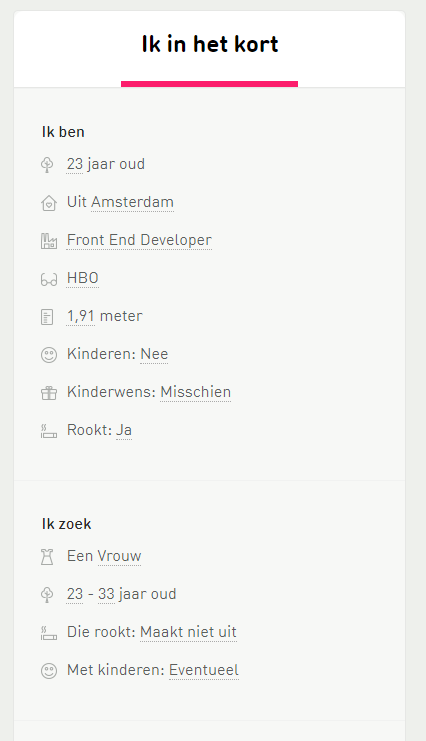 Ik in het kort
Ik ben
23 jaar oud
Uit Amsterdam
Front End Developer
HBO
1,91 meter
Kinderen: Nee
Kinderwens: Misschien
Rookt: Ja
Ik zoek
Een Vrouw
23 - 33 jaar oud
Die rookt: Maakt niet uit
Met kinderen: Eventueel